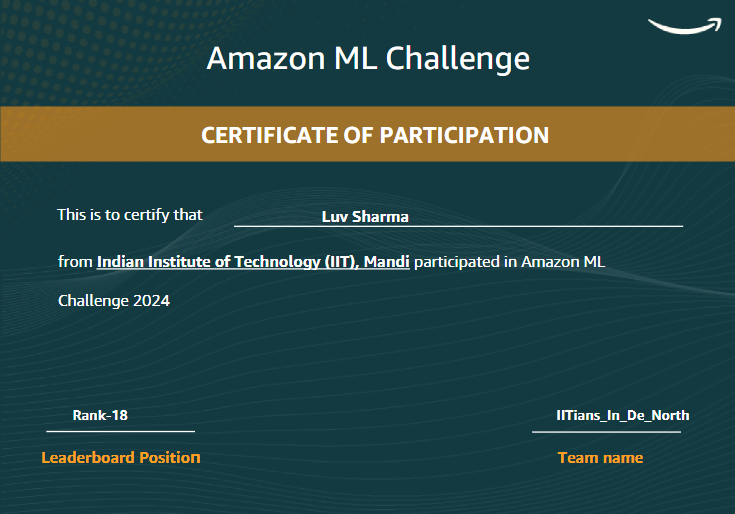 Amazon ML Challenge
CERTIFICATE OF PARTICIPATION
This is to certify that Luv Sharma
from Indian Institute of Technology (IIT), Mandi participated in Amazon ML
Challenge 2024
Rank-18 IITians_In_De_North
Leaderboard Position Team name